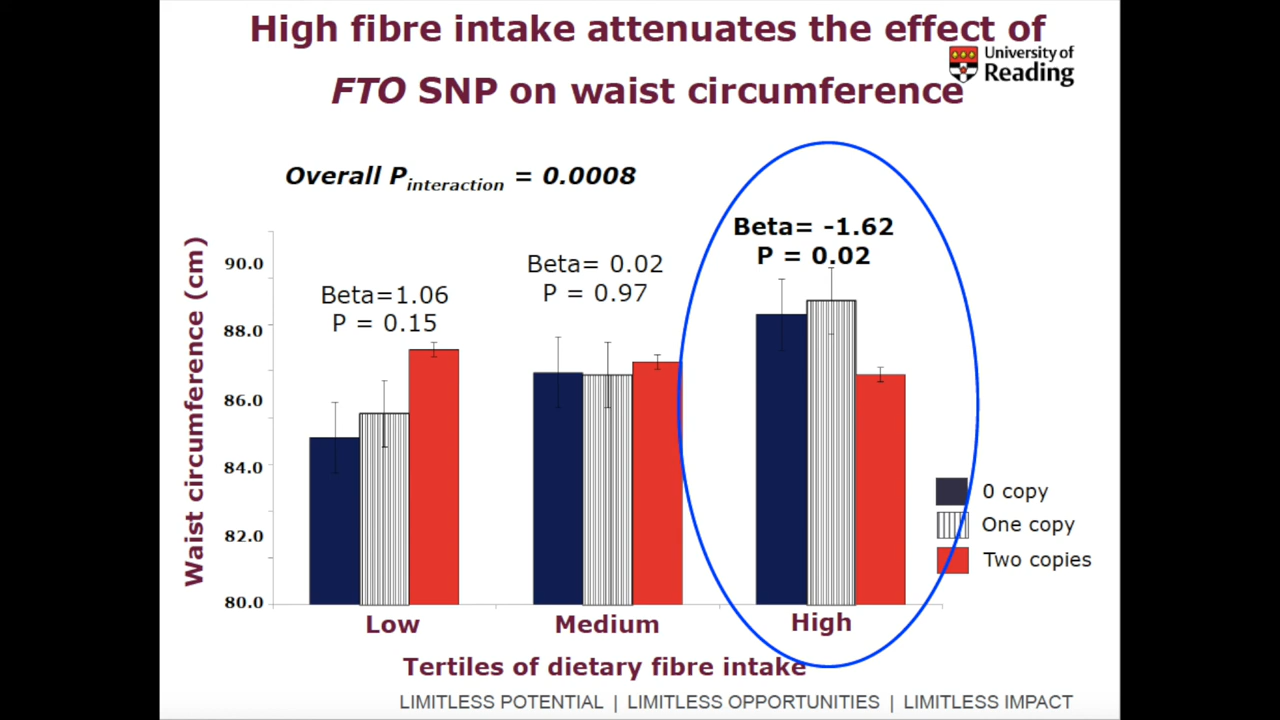 High fibre intake attenuates the effect of
FTO SNP on waist circumference
University of
Reading
Overall Pinteraction = 0.0008
Beta= -1.62
P = 0.02
Beta= 0.02
P = 0.97
Beta=1.06
P = 0.15
Waist circumference (cm)
90.0
88.0
86.0
84.0
82.0
80.0
0 copy
One copy
Two copies
Low
Medium
High
Tertiles of dietary fibre intake
LIMITLESS POTENTIAL | LIMITLESS OPPORTUNITIES | LIMITLESS IMPACT